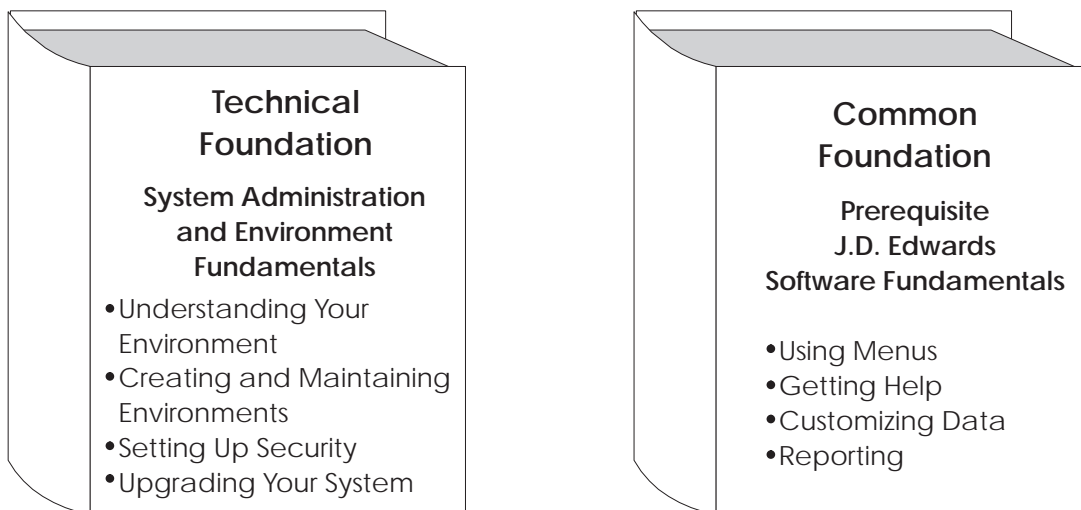 Technical
Foundation
System Administration
and Environment
Fundamentals
•Understanding Your
Environment
•Creating and Maintaining
Environments
•Setting Up Security
•Upgrading Your System
Common
Foundation
Prerequisite
J.D. Edwards
Software Fundamentals
•Using Menus
•Getting Help
•Customizing Data
•Reporting